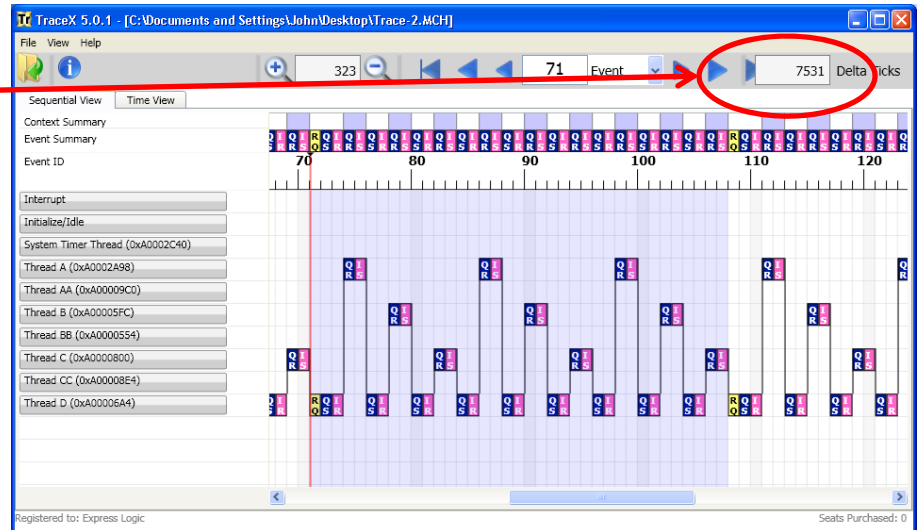 TraceX 5.0.1 - [C:\Documents and Settings\John\Desktop\Trace-2.MCH]
File View Help
323 71 Event 7531 Delta Ticks
Sequential View Time View
Context Summary
Event Summary
Event ID 70 80 90 100 110 120
Interrupt
Initialize/Idle
System Timer Thread (0xA0002C40)
Thread A (0xA0002A98)
Thread AA (0xA00009C0)
Thread B (0xA00005FC)
Thread BB (0xA0000554)
Thread C (0xA0000800)
Thread CC (0xA00008E4)
Thread D (0xA00006A4)
Registered to: Express Logic Seats Purchased: 0